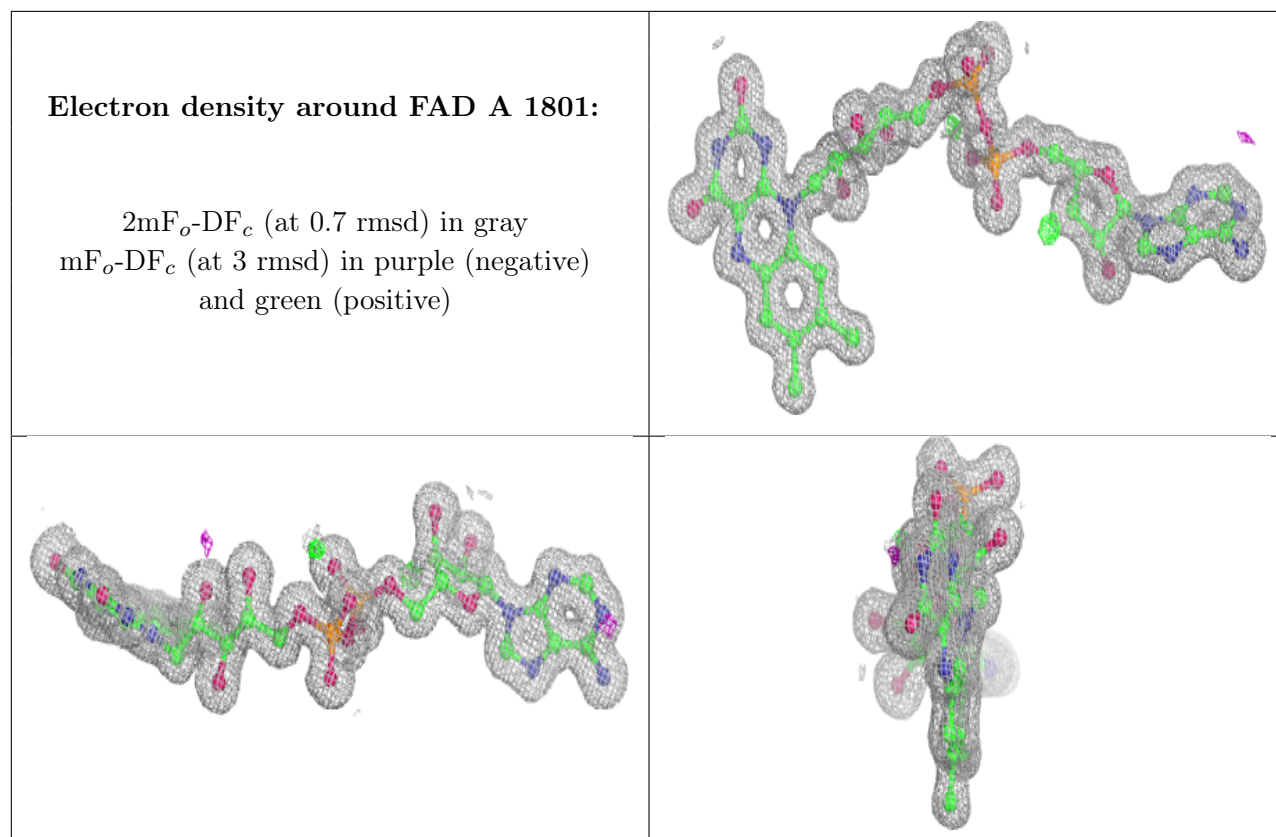 Electron density around FAD A 1801:
2mFₒ-DF𝒸 (at 0.7 rmsd) in gray
mFₒ-DF𝒸 (at 3 rmsd) in purple (negative)
and green (positive)